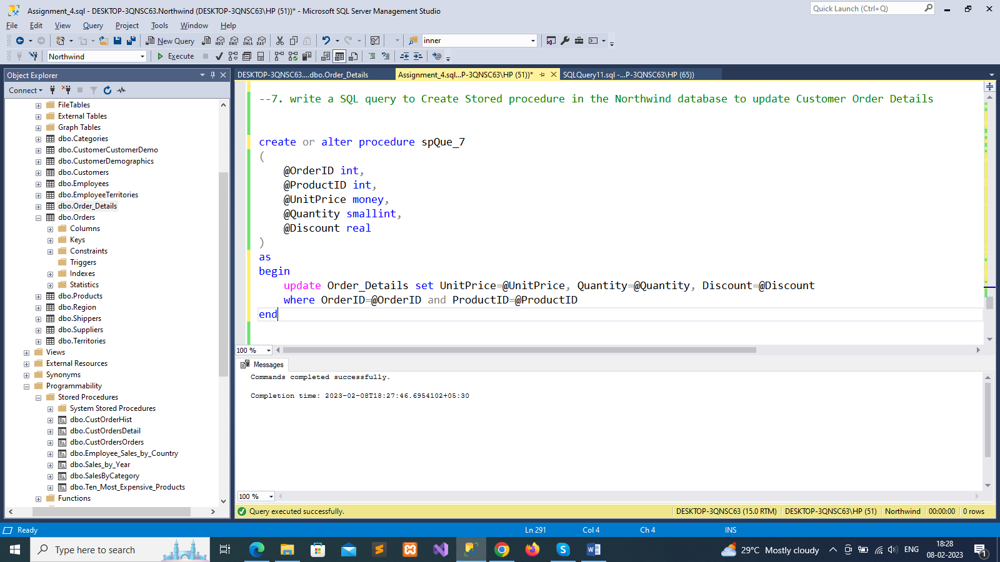 Assignment_4.sql - DESKTOP-3QNSC63.Northwind (DESKTOP-3QNSC63\HP (51))* - Microsoft SQL Server Management Studio
Quick Launch (Ctrl+Q)
File Edit View Query Project Tools Window Help
New Query MDX DMX XMLA DAX inner
Northwind Execute
Object Explorer
Connect
FileTables
External Tables
Graph Tables
dbo.Categories
dbo.CustomerCustomerDemo
dbo.CustomerDemographics
dbo.Customers
dbo.Employees
dbo.EmployeeTerritories
dbo.Order_Details
dbo.Orders
Columns
Keys
Constraints
Triggers
Indexes
Statistics
dbo.Products
dbo.Region
dbo.Shippers
dbo.Suppliers
dbo.Territories
Views
External Resources
Synonyms
Programmability
Stored Procedures
System Stored Procedures
dbo.CustOrderHist
dbo.CustOrdersDetail
dbo.CustOrdersOrders
dbo.Employee_Sales_by_Country
dbo.Sales_by_Year
dbo.SalesByCategory
dbo.Ten_Most_Expensive_Products
Functions
DESKTOP-3QNSC63....dbo.Order_Details Assignment_4.sql...P-3QNSC63\HP (51))* SQLQuery11.sql -...P-3QNSC63\HP (65))
--7. write a SQL query to Create Stored procedure in the Northwind database to update Customer Order Details
create or alter procedure spQue_7
(
@OrderID int,
@ProductID int,
@UnitPrice money,
@Quantity smallint,
@Discount real
)
as
begin
update Order_Details set UnitPrice=@UnitPrice, Quantity=@Quantity, Discount=@Discount
where OrderID=@OrderID and ProductID=@ProductID
end
100 %
Messages
Commands completed successfully.
Completion time: 2023-02-08T18:27:46.6954102+05:30
100 %
Query executed successfully. DESKTOP-3QNSC63 (15.0 RTM) DESKTOP-3QNSC63\HP (51) Northwind 00:00:00 0 rows
Ready Ln 291 Col 4 Ch 4 INS
Type here to search 29°C Mostly cloudy ENG 18:28
08-02-2023 1